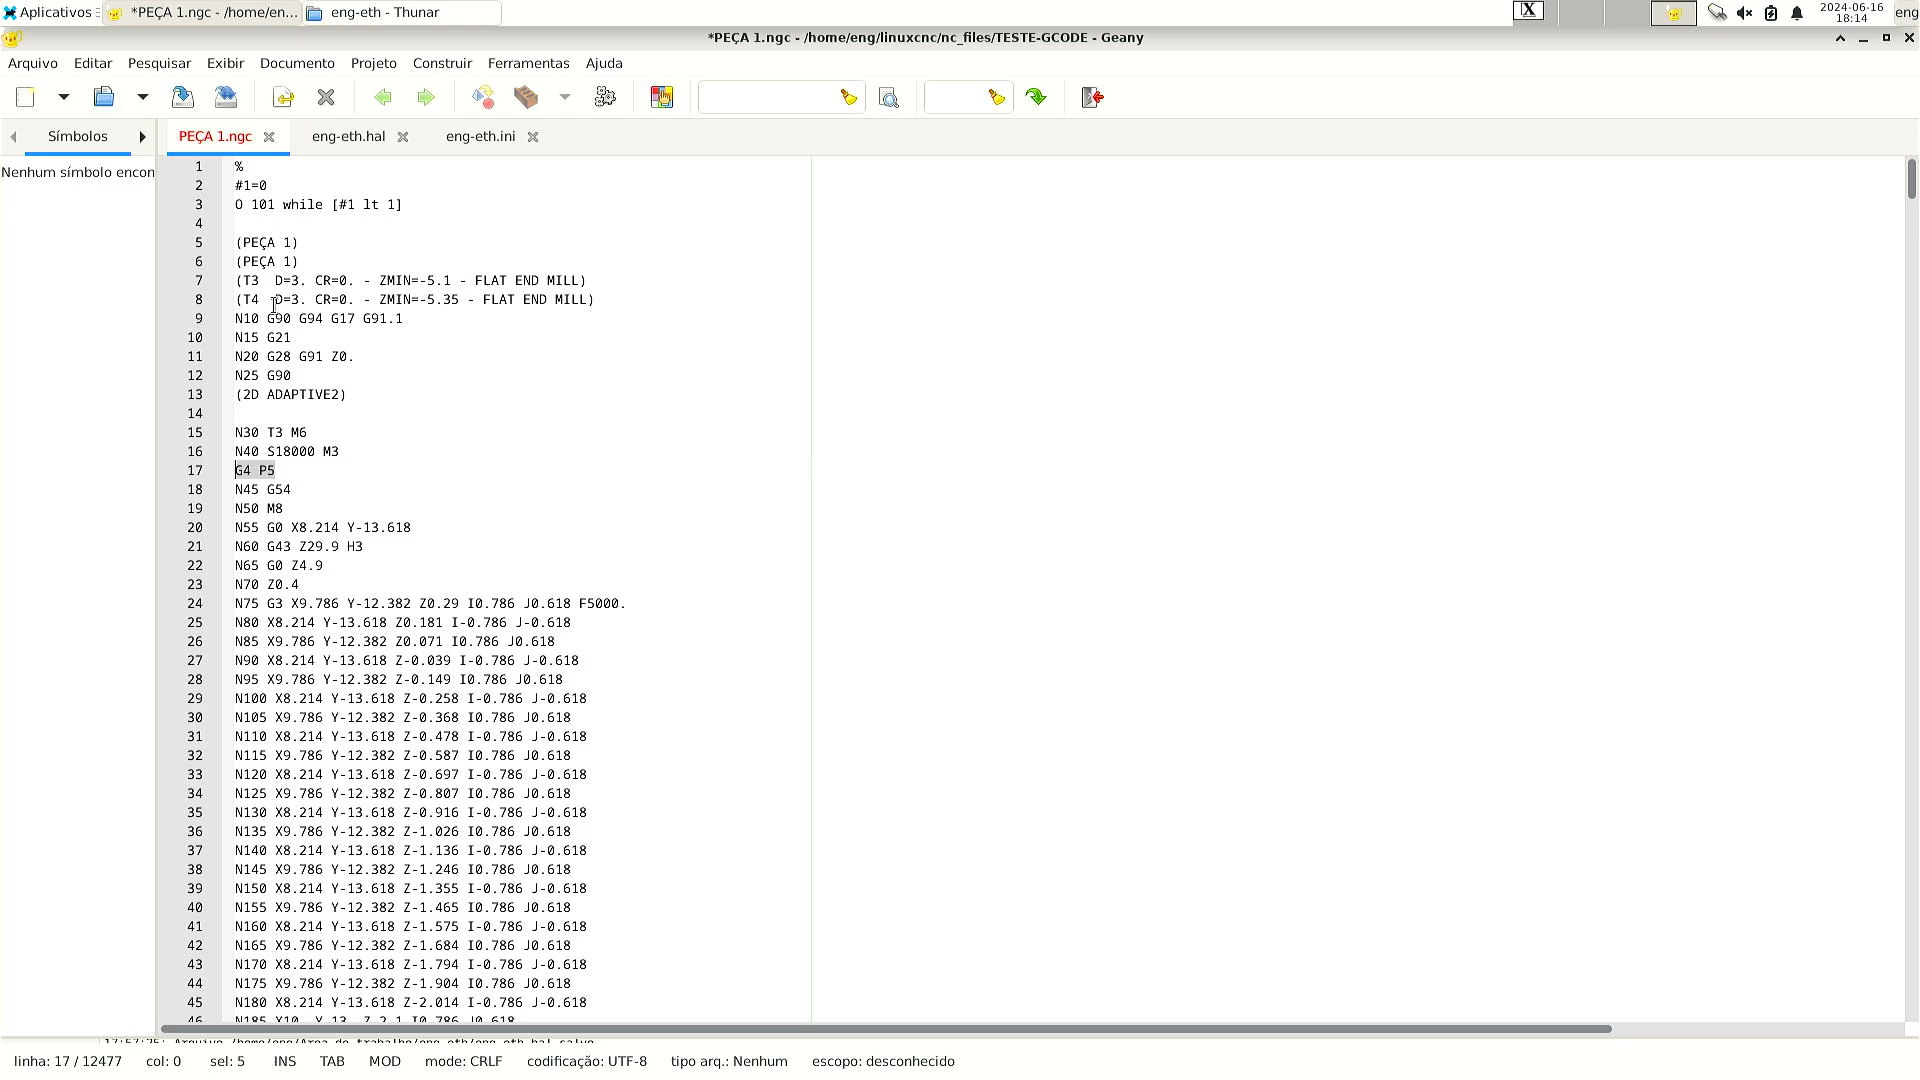 Aplicativos
*PEÇA 1.ngc - /home/en...
eng-eth - Thunar
X
2024-06-16
18:14
eng
*PEÇA 1.ngc - /home/eng/linuxcnc/nc_files/TESTE-GCODE - Geany
Arquivo Editar Pesquisar Exibir Documento Projeto Construir Ferramentas Ajuda
Símbolos
PEÇA 1.ngc
eng-eth.hal
eng-eth.ini
Nenhum símbolo encon
1 %
2 #1=0
3 O 101 while [#1 lt 1]
4
5 (PEÇA 1)
6 (PEÇA 1)
7 (T3  D=3. CR=0. - ZMIN=-5.1 - FLAT END MILL)
8 (T4  D=3. CR=0. - ZMIN=-5.35 - FLAT END MILL)
9 N10 G90 G94 G17 G91.1
10 N15 G21
11 N20 G28 G91 Z0.
12 N25 G90
13 (2D ADAPTIVE2)
14
15 N30 T3 M6
16 N40 S18000 M3
17 G4 P5
18 N45 G54
19 N50 M8
20 N55 G0 X8.214 Y-13.618
21 N60 G43 Z29.9 H3
22 N65 G0 Z4.9
23 N70 Z0.4
24 N75 G3 X9.786 Y-12.382 Z0.29 I0.786 J0.618 F5000.
25 N80 X8.214 Y-13.618 Z0.181 I-0.786 J-0.618
26 N85 X9.786 Y-12.382 Z0.071 I0.786 J0.618
27 N90 X8.214 Y-13.618 Z-0.039 I-0.786 J-0.618
28 N95 X9.786 Y-12.382 Z-0.149 I0.786 J0.618
29 N100 X8.214 Y-13.618 Z-0.258 I-0.786 J-0.618
30 N105 X9.786 Y-12.382 Z-0.368 I0.786 J0.618
31 N110 X8.214 Y-13.618 Z-0.478 I-0.786 J-0.618
32 N115 X9.786 Y-12.382 Z-0.587 I0.786 J0.618
33 N120 X8.214 Y-13.618 Z-0.697 I-0.786 J-0.618
34 N125 X9.786 Y-12.382 Z-0.807 I0.786 J0.618
35 N130 X8.214 Y-13.618 Z-0.916 I-0.786 J-0.618
36 N135 X9.786 Y-12.382 Z-1.026 I0.786 J0.618
37 N140 X8.214 Y-13.618 Z-1.136 I-0.786 J-0.618
38 N145 X9.786 Y-12.382 Z-1.246 I0.786 J0.618
39 N150 X8.214 Y-13.618 Z-1.355 I-0.786 J-0.618
40 N155 X9.786 Y-12.382 Z-1.465 I0.786 J0.618
41 N160 X8.214 Y-13.618 Z-1.575 I-0.786 J-0.618
42 N165 X9.786 Y-12.382 Z-1.684 I0.786 J0.618
43 N170 X8.214 Y-13.618 Z-1.794 I-0.786 J-0.618
44 N175 X9.786 Y-12.382 Z-1.904 I0.786 J0.618
45 N180 X8.214 Y-13.618 Z-2.014 I-0.786 J-0.618
46 N185 X10. Y-13. Z-2.1 I0.786 J0.618
linha: 17 / 12477 col: 0 sel: 5 INS TAB MOD mode: CRLF codificação: UTF-8 tipo arq.: Nenhum escopo: desconhecido